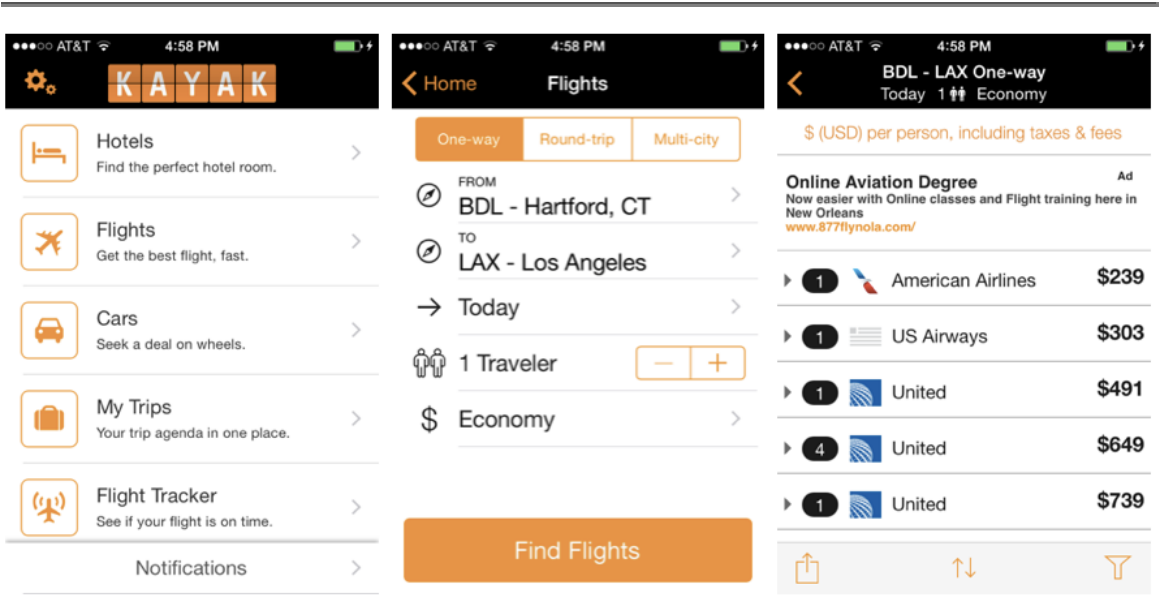 AT&T 4:58 PM
KAYAK
Hotels
Find the perfect hotel room.
Flights
Get the best flight, fast.
Cars
Seek a deal on wheels.
My Trips
Your trip agenda in one place.
Flight Tracker
See if your flight is on time.
Notifications
AT&T 4:58 PM
Home Flights
One-way Round-trip Multi-city
FROM
BDL - Hartford, CT
TO
LAX - Los Angeles
→ Today
1 Traveler − +
$ Economy
Find Flights
AT&T 4:58 PM
BDL - LAX One-way
Today 1 Economy
$ (USD) per person, including taxes & fees
Online Aviation Degree Ad
Now easier with Online classes and Flight training here in
New Orleans
www.877flynola.com/
1 American Airlines $239
1 US Airways $303
1 United $491
4 United $649
1 United $739